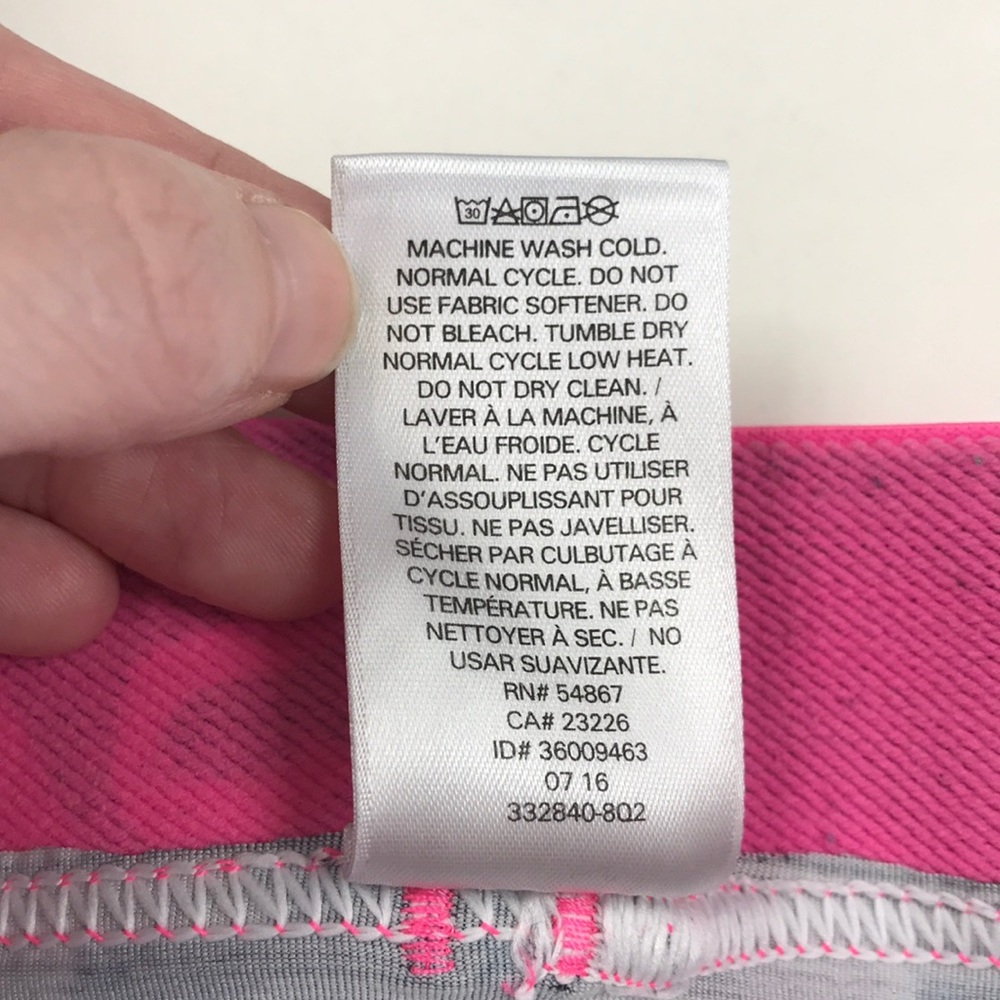 30
MACHINE WASH COLD.
NORMAL CYCLE. DO NOT
USE FABRIC SOFTENER. DO
NOT BLEACH. TUMBLE DRY
NORMAL CYCLE LOW HEAT.
DO NOT DRY CLEAN. /
LAVER À LA MACHINE, À
L'EAU FROIDE. CYCLE
NORMAL. NE PAS UTILISER
D'ASSOUPLISSANT POUR
TISSU. NE PAS JAVELLISER.
SÉCHER PAR CULBUTAGE À
CYCLE NORMAL, À BASSE
TEMPÉRATURE. NE PAS
NETTOYER À SEC. / NO
USAR SUAVIZANTE.
RN# 54867
CA# 23226
ID# 36009463
07 16
332840-8Q2